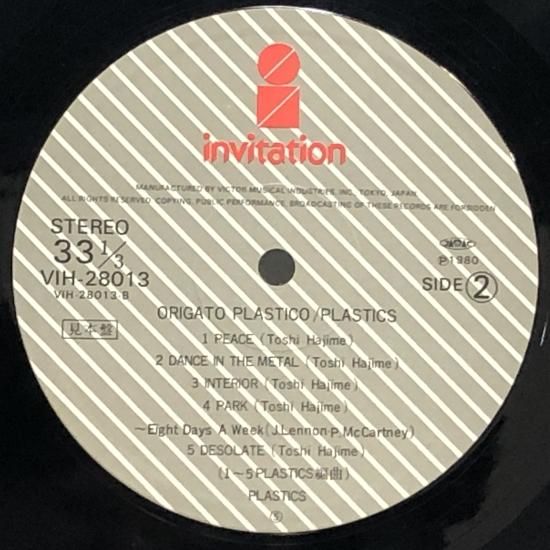 invitation
MANUFACTURED BY VICTOR MUSICAL INDUSTRIES, INC. TOKYO, JAPAN
ALL RIGHTS RESERVED. COPYING, PUBLIC PERFORMANCE, BROADCASTING OF THESE RECORDS ARE FORBIDDEN
STEREO
33 1/3
VIH-28013
VIH-28013-B
見本盤
℗1980
SIDE 2
ORIGATO PLASTICO/PLASTICS
1 PEACE (Toshi Hajime)
2 DANCE IN THE METAL (Toshi Hajime)
3 INTERIOR (Toshi Hajime)
4 PARK (Toshi Hajime)
~Eight Days A Week (J.Lennon-P.McCartney)
5 DESOLATE (Toshi Hajime)
(1~5 PLASTICS編曲)
PLASTICS